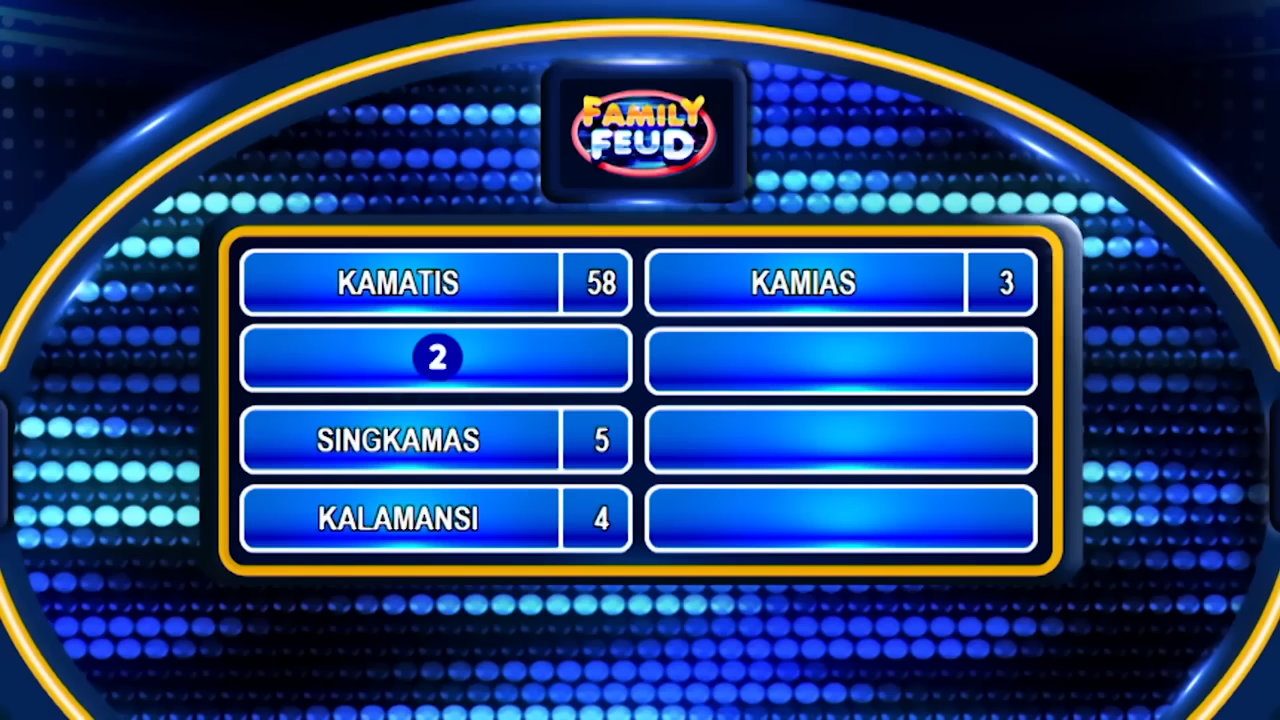 FAMILY
FEUD
KAMATIS 58
2
SINGKAMAS 5
KALAMANSI 4
KAMIAS 3